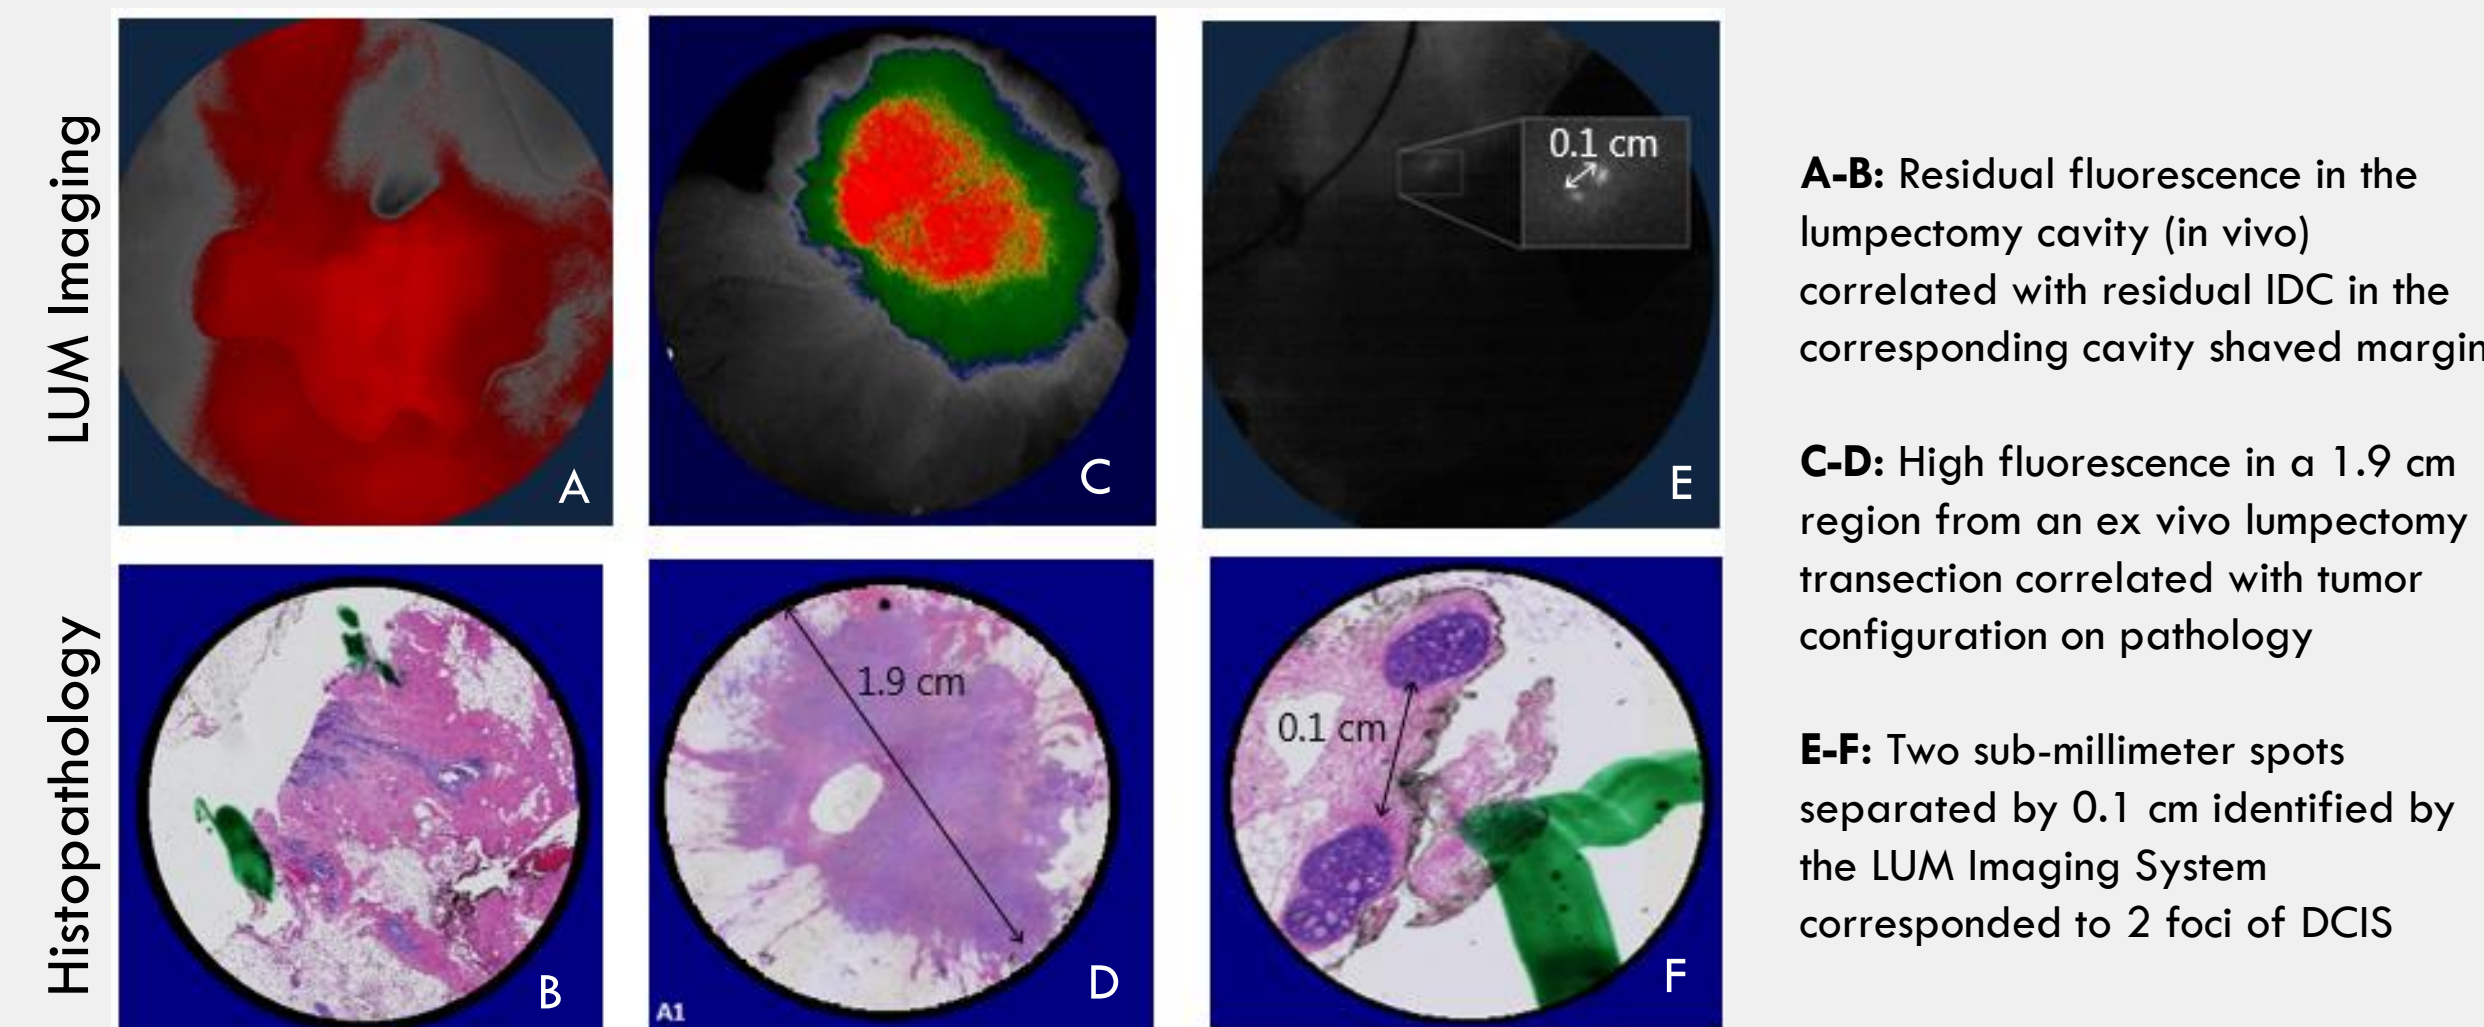 LUM Imaging
A
C
0.1 cm
E
Histopathology
B
1.9 cm
A1
D
0.1 cm
F
A-B: Residual fluorescence in the
lumpectomy cavity (in vivo)
correlated with residual IDC in the
corresponding cavity shaved margin
C-D: High fluorescence in a 1.9 cm
region from an ex vivo lumpectomy
transection correlated with tumor
configuration on pathology
E-F: Two sub-millimeter spots
separated by 0.1 cm identified by
the LUM Imaging System
corresponded to 2 foci of DCIS